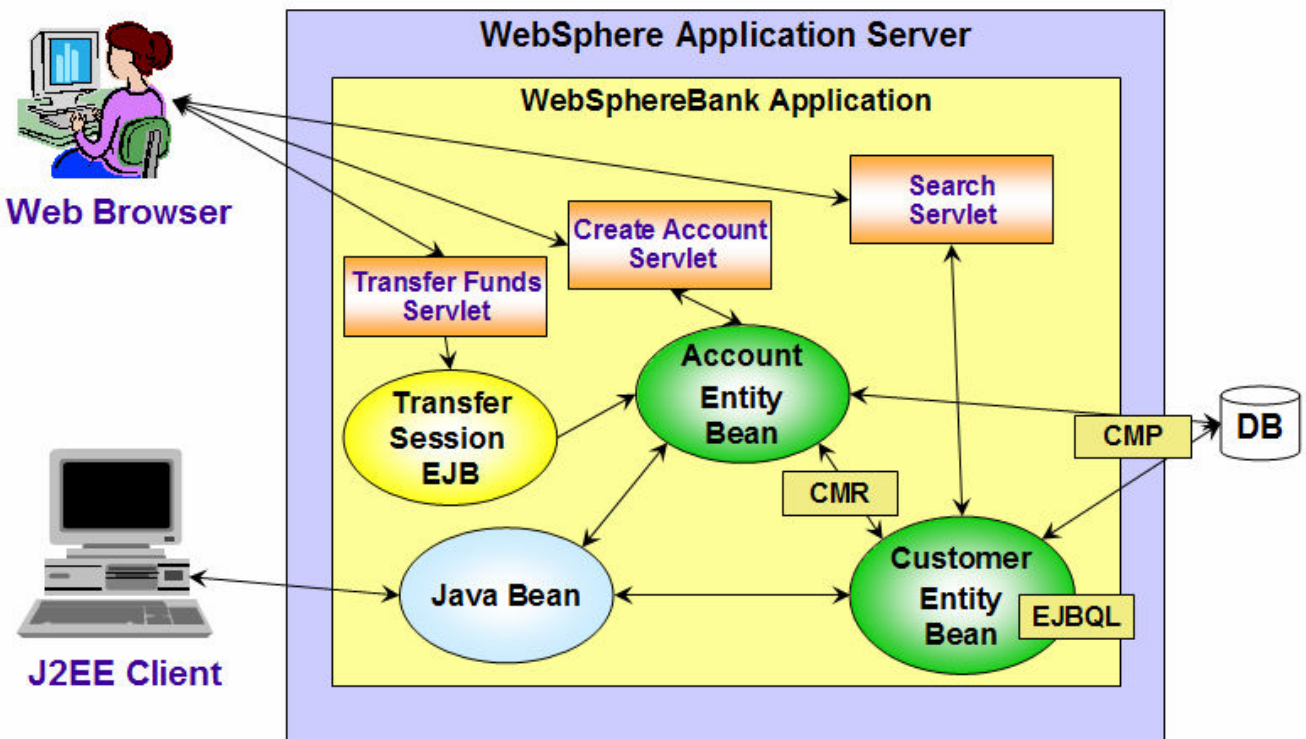 WebSphere Application Server
WebSphereBank Application
Web Browser
Search
Servlet
Create Account
Servlet
Transfer Funds
Servlet
Account
Entity
Bean
Transfer
Session
EJB
CMP
DB
CMR
Java Bean
Customer
Entity
Bean
EJBQL
J2EE Client